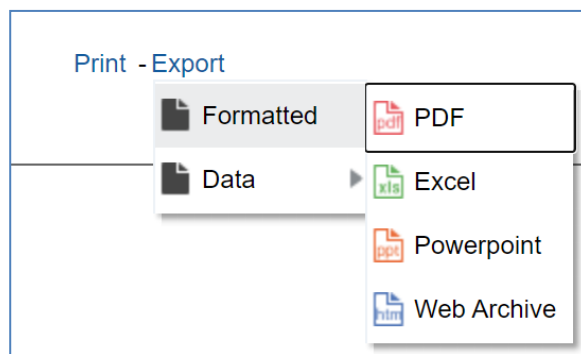 Print - Export
Formatted
Data
pdf PDF
xls Excel
ppt Powerpoint
htm Web Archive